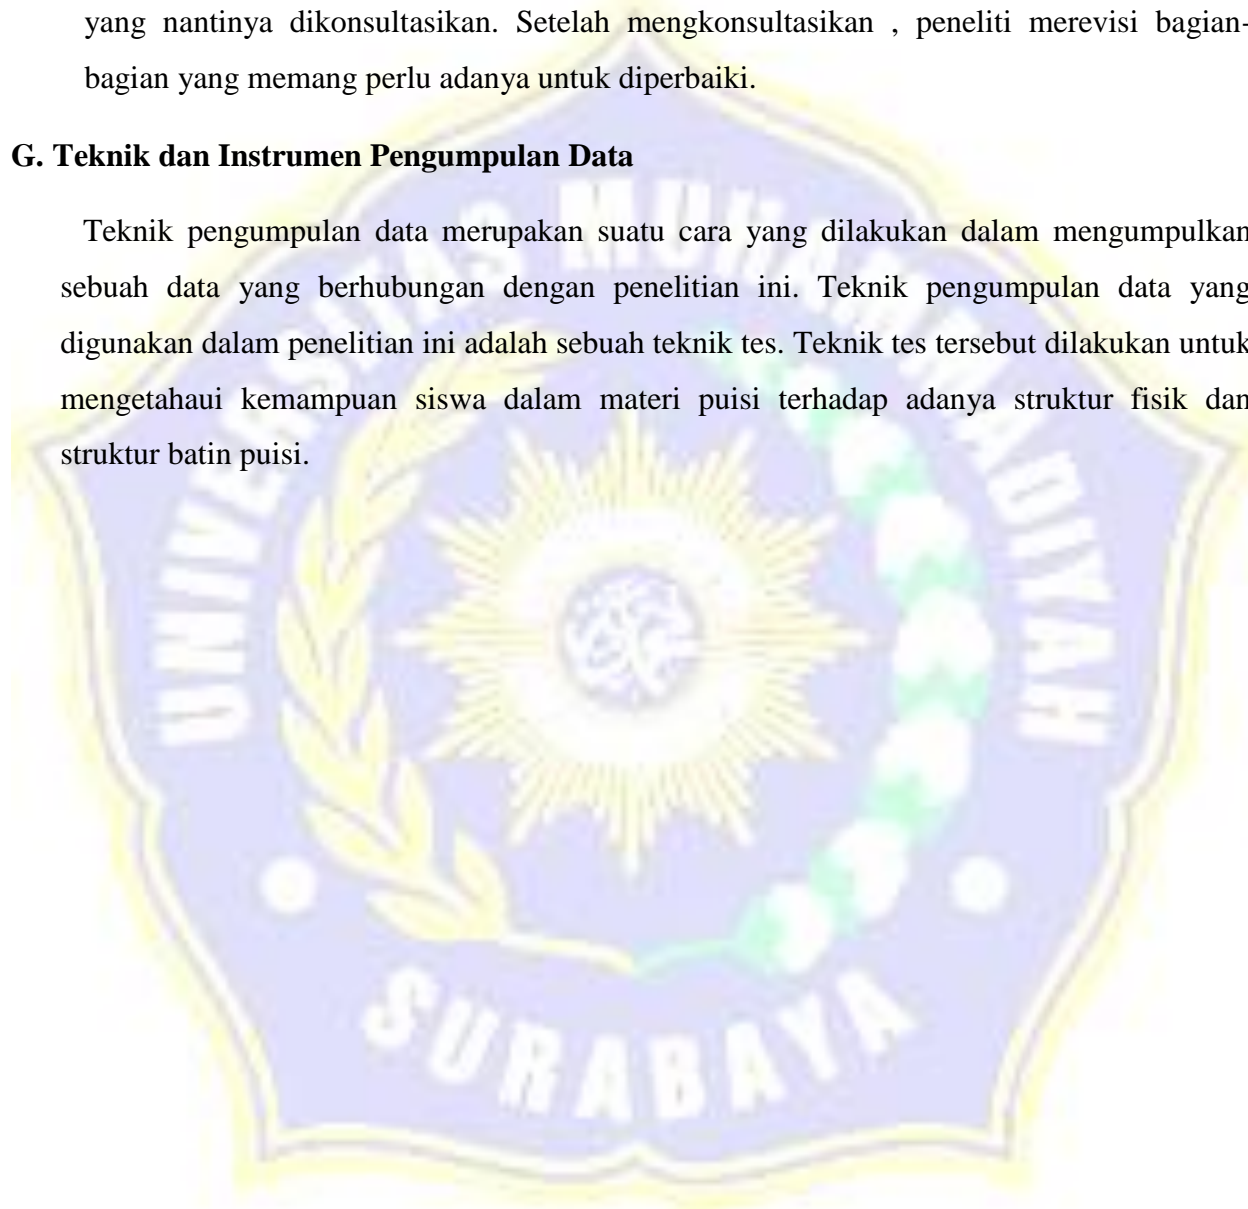 yang nantinya dikonsultasikan. Setelah mengkonsultasikan , peneliti merevisi bagian-
bagian yang memang perlu adanya untuk diperbaiki.
G. Teknik dan Instrumen Pengumpulan Data
Teknik pengumpulan data merupakan suatu cara yang dilakukan dalam mengumpulkan
sebuah data yang berhubungan dengan penelitian ini. Teknik pengumpulan data yang
digunakan dalam penelitian ini adalah sebuah teknik tes. Teknik tes tersebut dilakukan untuk
mengetahaui kemampuan siswa dalam materi puisi terhadap adanya struktur fisik dan
struktur batin puisi.
UNIVERSITAS MUHAMMADIYAH
SURABAYA